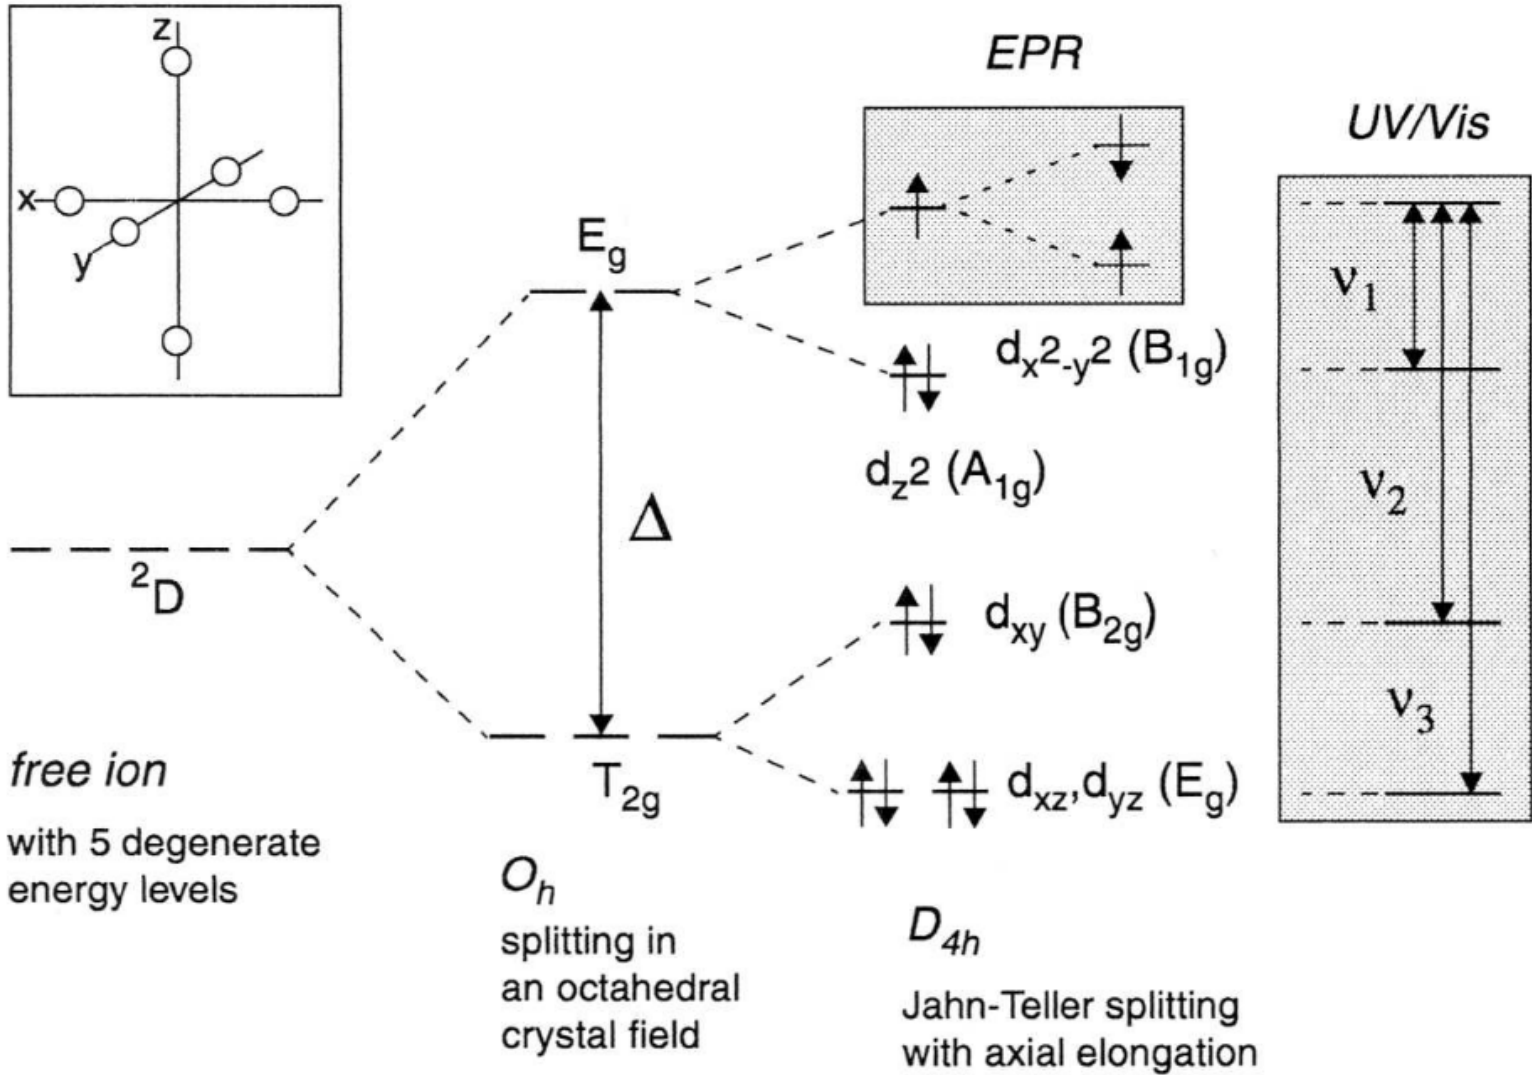 z
x
y
EPR
UV/Vis
E_g
d_x²-y² (B_1g)
d_z² (A_1g)
Δ
²D
d_xy (B_2g)
T_2g
d_xz,d_yz (E_g)
ν_1
ν_2
ν_3
free ion
with 5 degenerate
energy levels
O_h
splitting in
an octahedral
crystal field
D_4h
Jahn-Teller splitting
with axial elongation